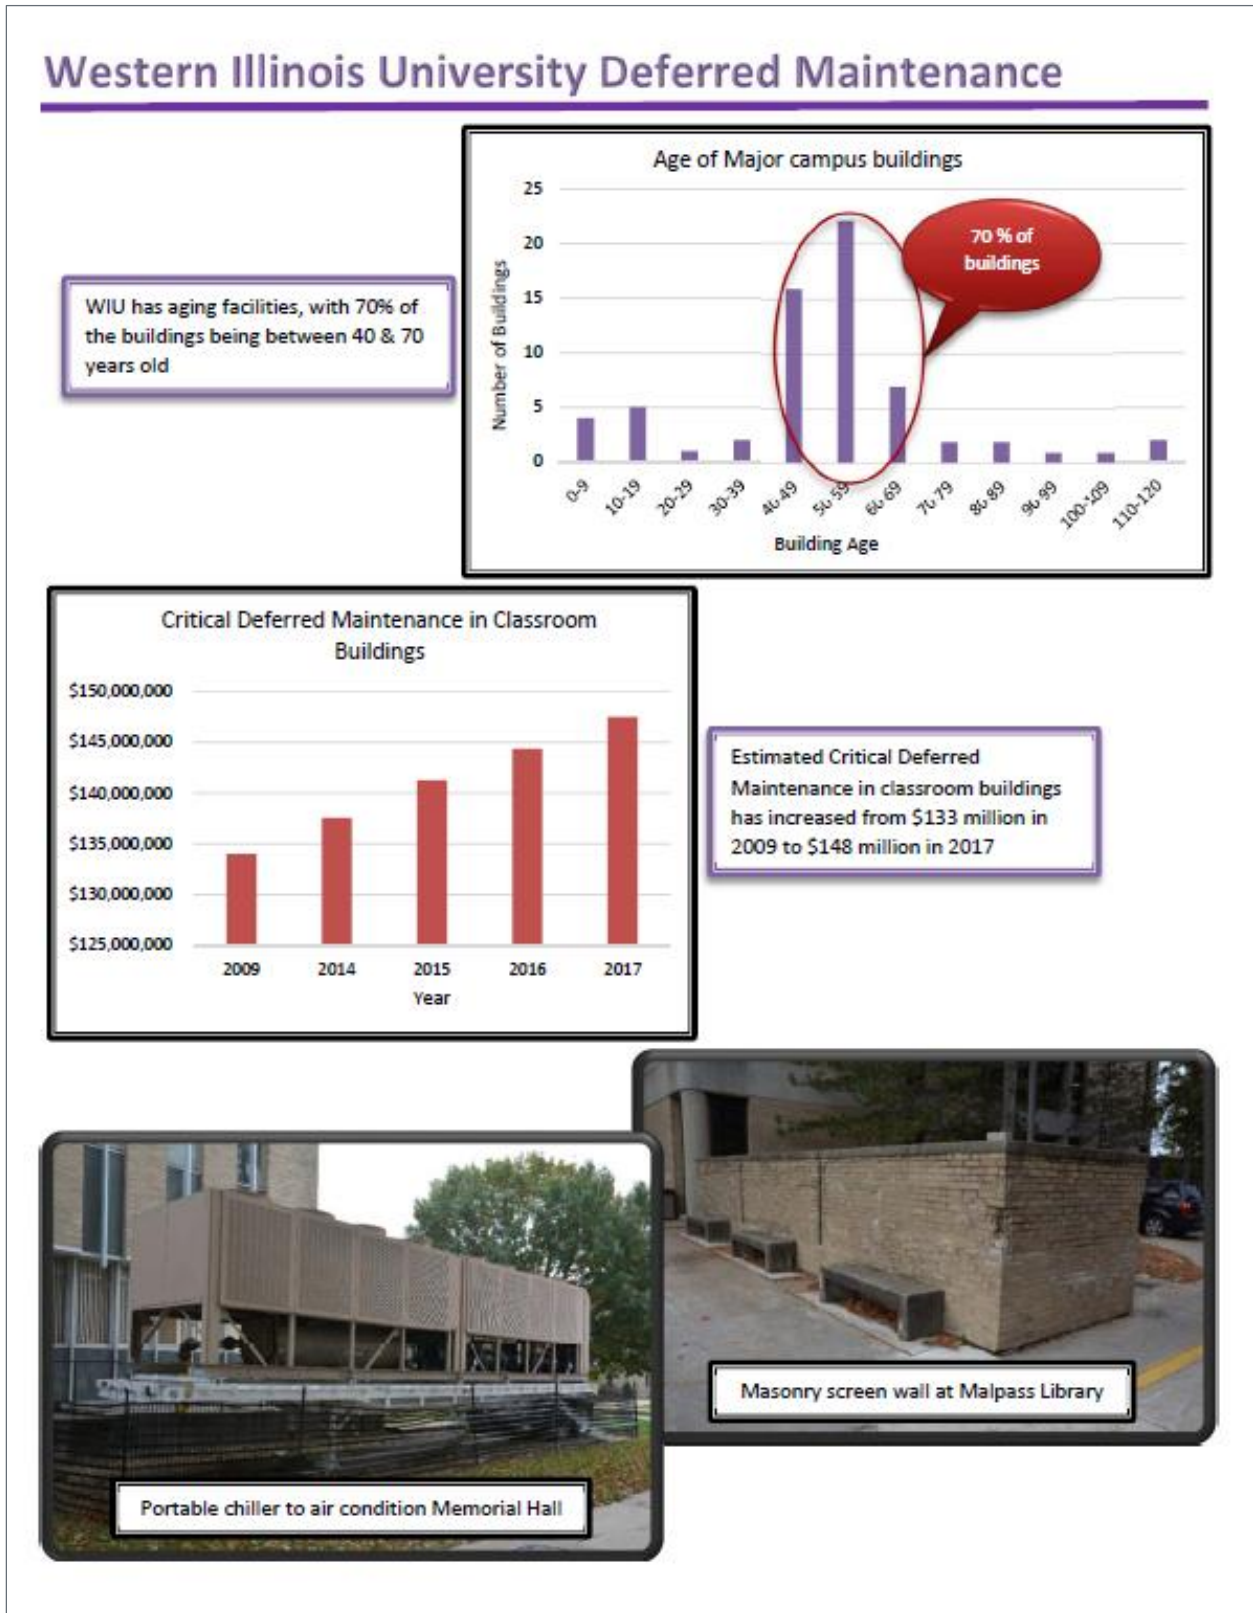 Western Illinois University Deferred Maintenance
Age of Major campus buildings
25
20
15
10
5
0
Number of Buildings
70 % of
buildings
0-9
10-19
20-29
30-39
40-49
50-59
60-69
70-79
80-89
90-99
100-109
110-120
Building Age
WIU has aging facilities, with 70% of
the buildings being between 40 & 70
years old
Critical Deferred Maintenance in Classroom
Buildings
$150,000,000
$145,000,000
$140,000,000
$135,000,000
$130,000,000
$125,000,000
2009
2014
2015
2016
2017
Year
Estimated Critical Deferred
Maintenance in classroom buildings
has increased from $133 million in
2009 to $148 million in 2017
Masonry screen wall at Malpass Library
Portable chiller to air condition Memorial Hall